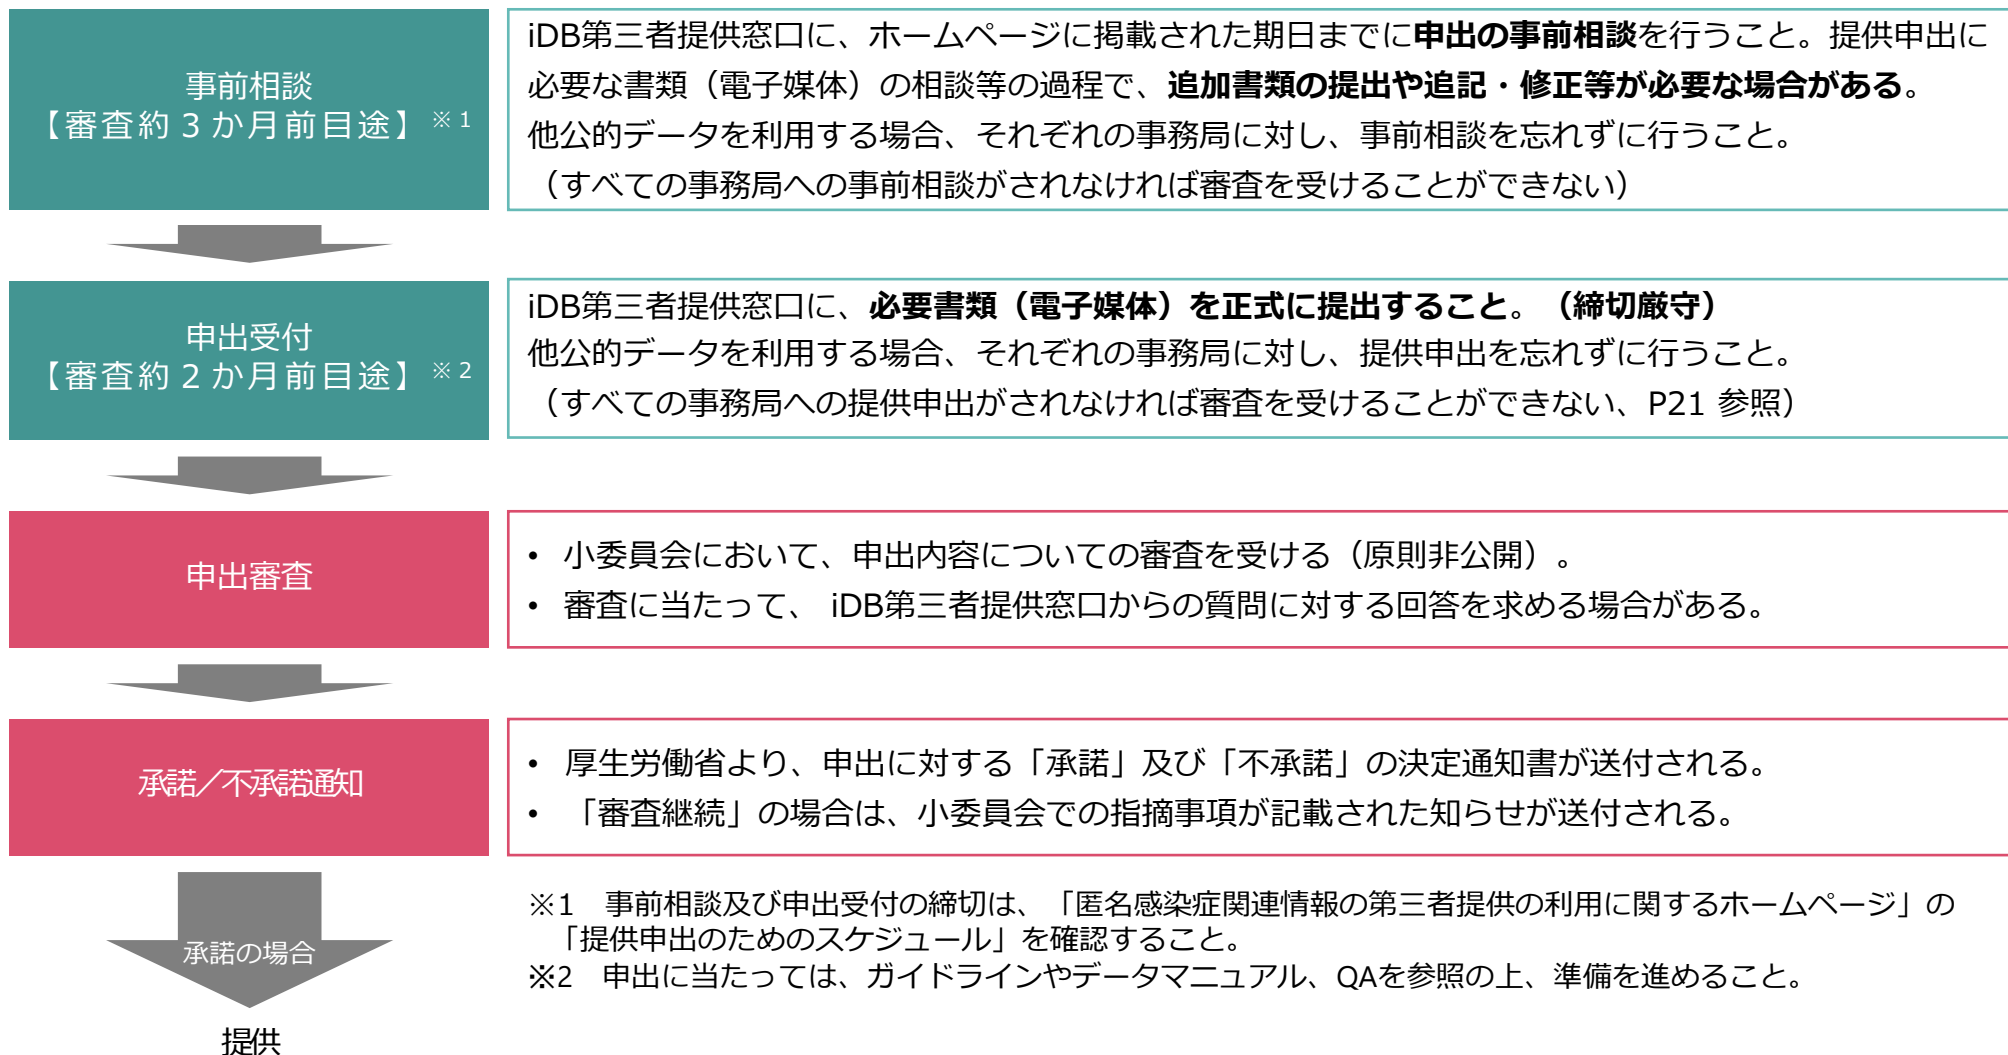 事前相談
【審査約３か月前目途】※1
iDB第三者提供窓口に、ホームページに掲載された期日までに申出の事前相談を行うこと。提供申出に
必要な書類（電子媒体）の相談等の過程で、追加書類の提出や追記・修正等が必要な場合がある。
他公的データを利用する場合、それぞれの事務局に対し、事前相談を忘れずに行うこと。
（すべての事務局への事前相談がされなければ審査を受けることができない）
申出受付
【審査約２か月前目途】※2
iDB第三者提供窓口に、必要書類（電子媒体）を正式に提出すること。（締切厳守）
他公的データを利用する場合、それぞれの事務局に対し、提供申出を忘れずに行うこと。
（すべての事務局への提供申出がされなければ審査を受けることができない、P21 参照）
申出審査
• 小委員会において、申出内容についての審査を受ける（原則非公開）。
• 審査に当たって、 iDB第三者提供窓口からの質問に対する回答を求める場合がある。
承諾／不承諾通知
• 厚生労働省より、申出に対する「承諾」及び「不承諾」の決定通知書が送付される。
• 「審査継続」の場合は、小委員会での指摘事項が記載された知らせが送付される。
承諾の場合
提供
※1　事前相談及び申出受付の締切は、「匿名感染症関連情報の第三者提供の利用に関するホームページ」の
「提供申出のためのスケジュール」を確認すること。
※2　申出に当たっては、ガイドラインやデータマニュアル、QAを参照の上、準備を進めること。